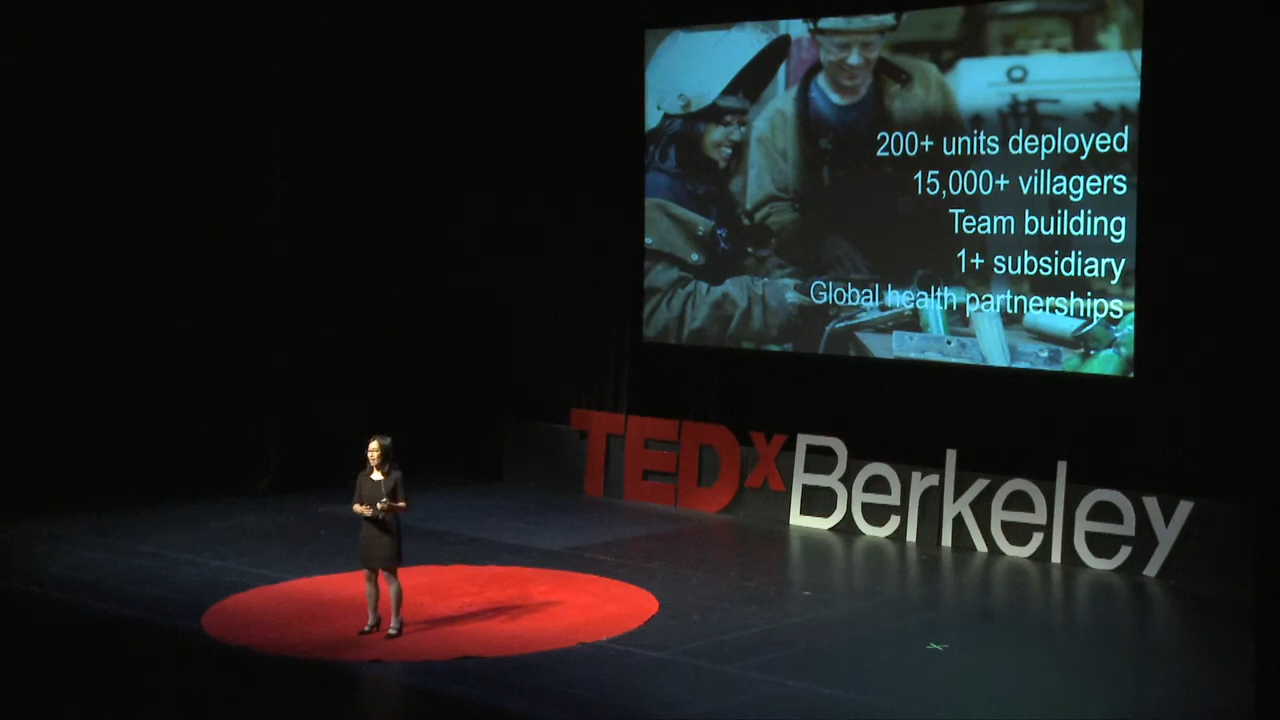 200+ units deployed
15,000+ villagers
Team building
1+ subsidiary
Global health partnerships
TEDxBerkeley